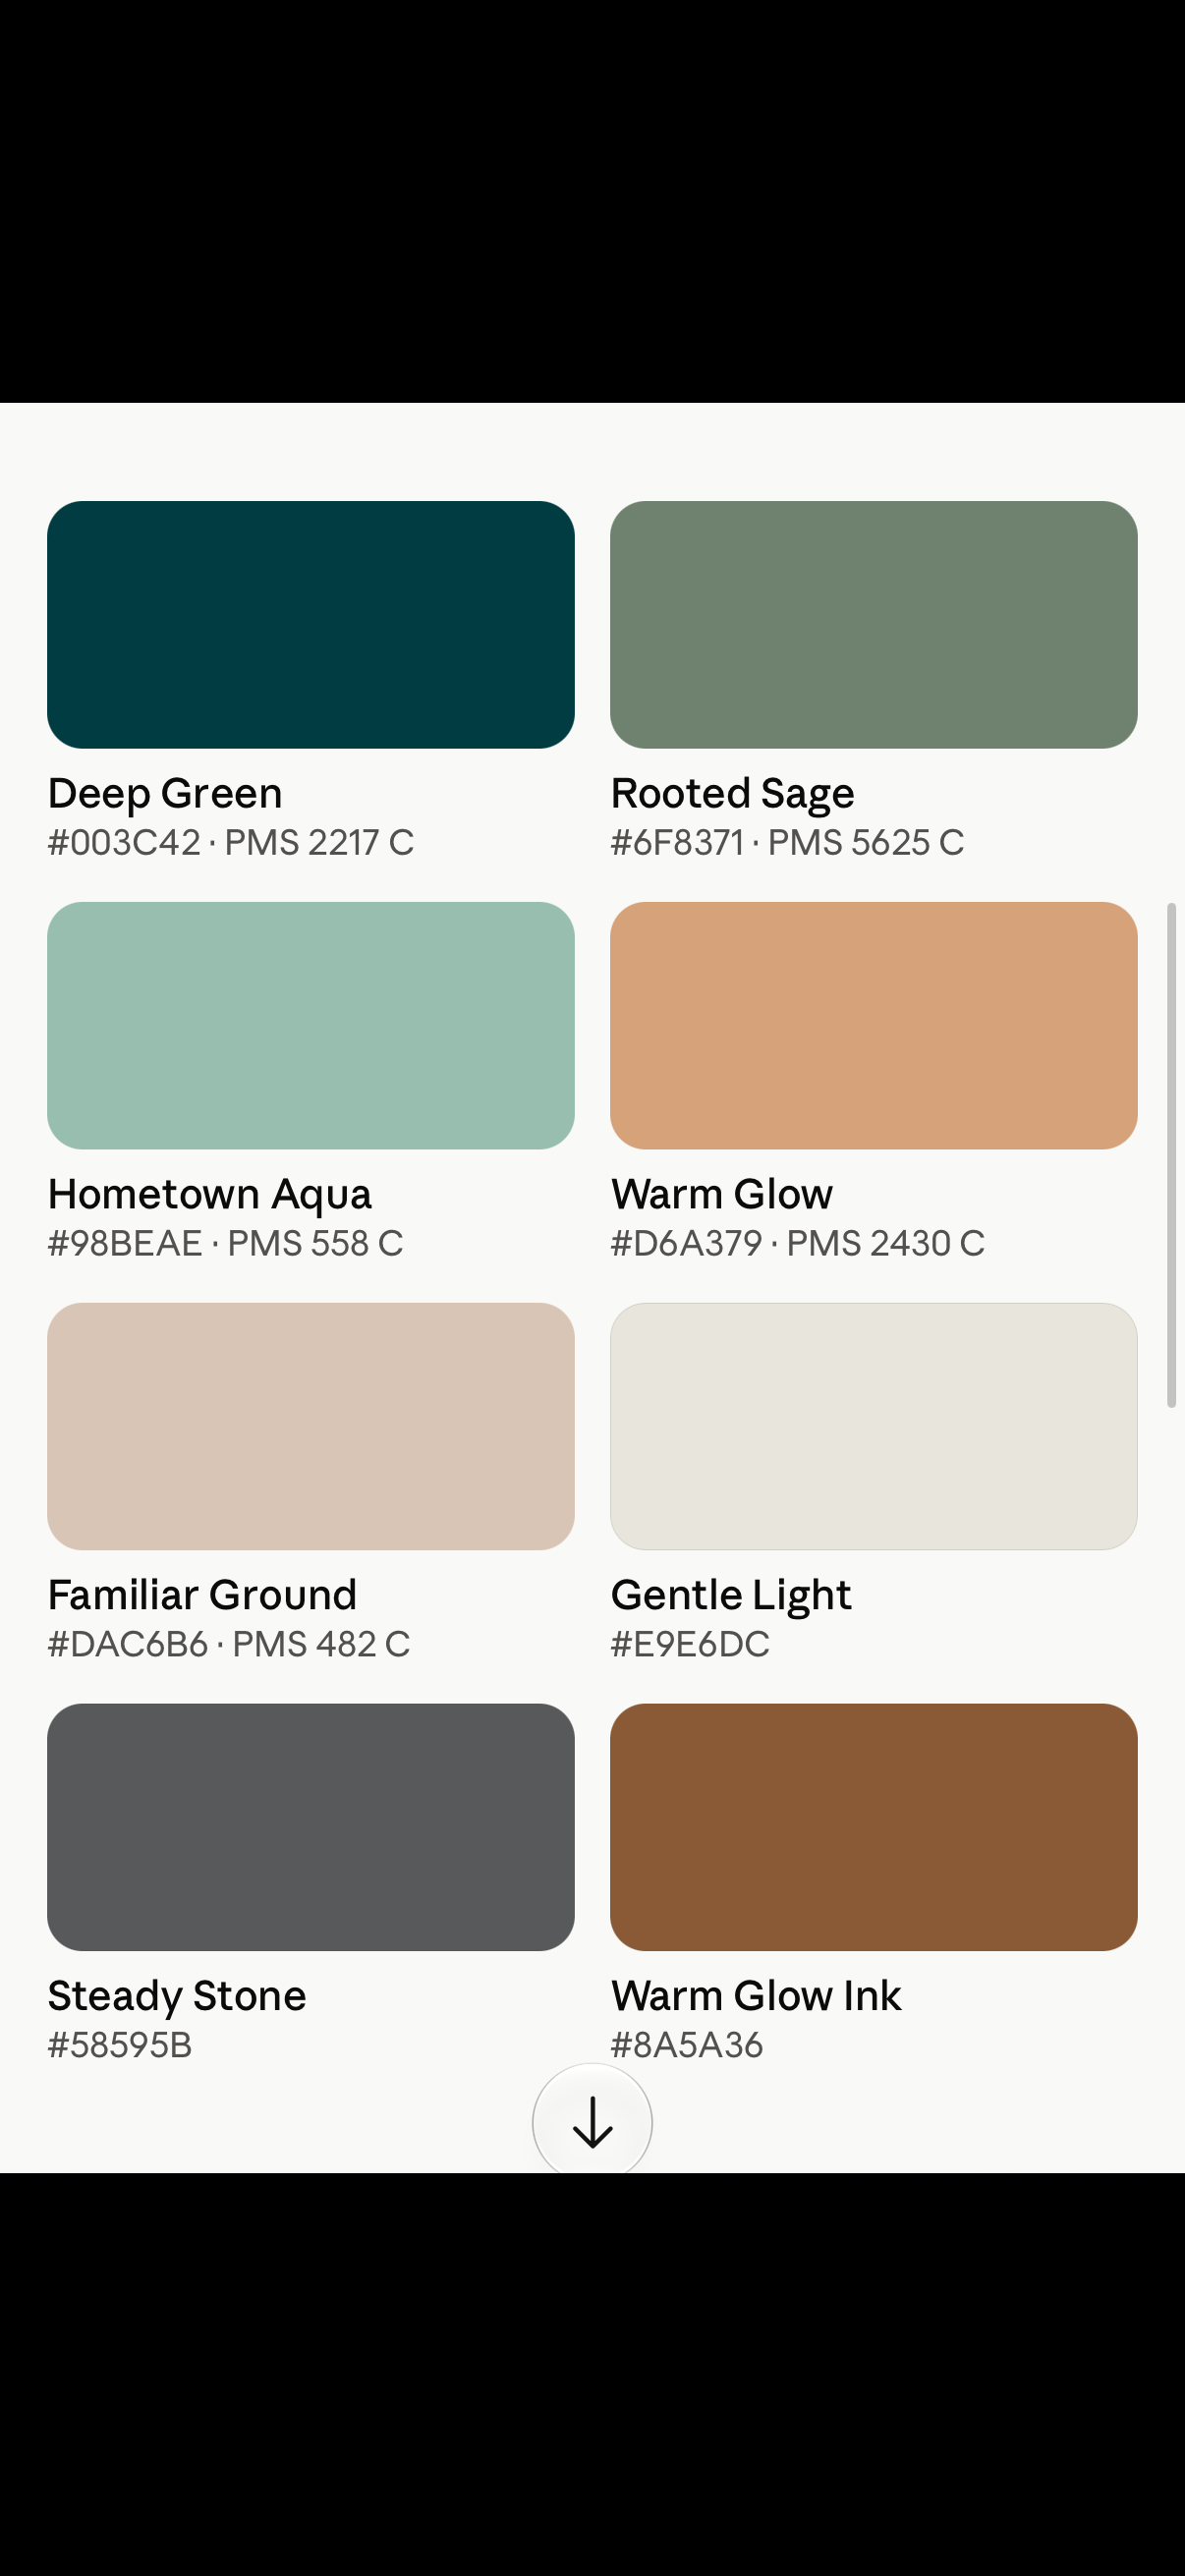 Deep Green
#003C42 · PMS 2217 C
Rooted Sage
#6F8371 · PMS 5625 C
Hometown Aqua
#98BEAE · PMS 558 C
Warm Glow
#D6A379 · PMS 2430 C
Familiar Ground
#DAC6B6 · PMS 482 C
Gentle Light
#E9E6DC
Steady Stone
#58595B
Warm Glow Ink
#8A5A36